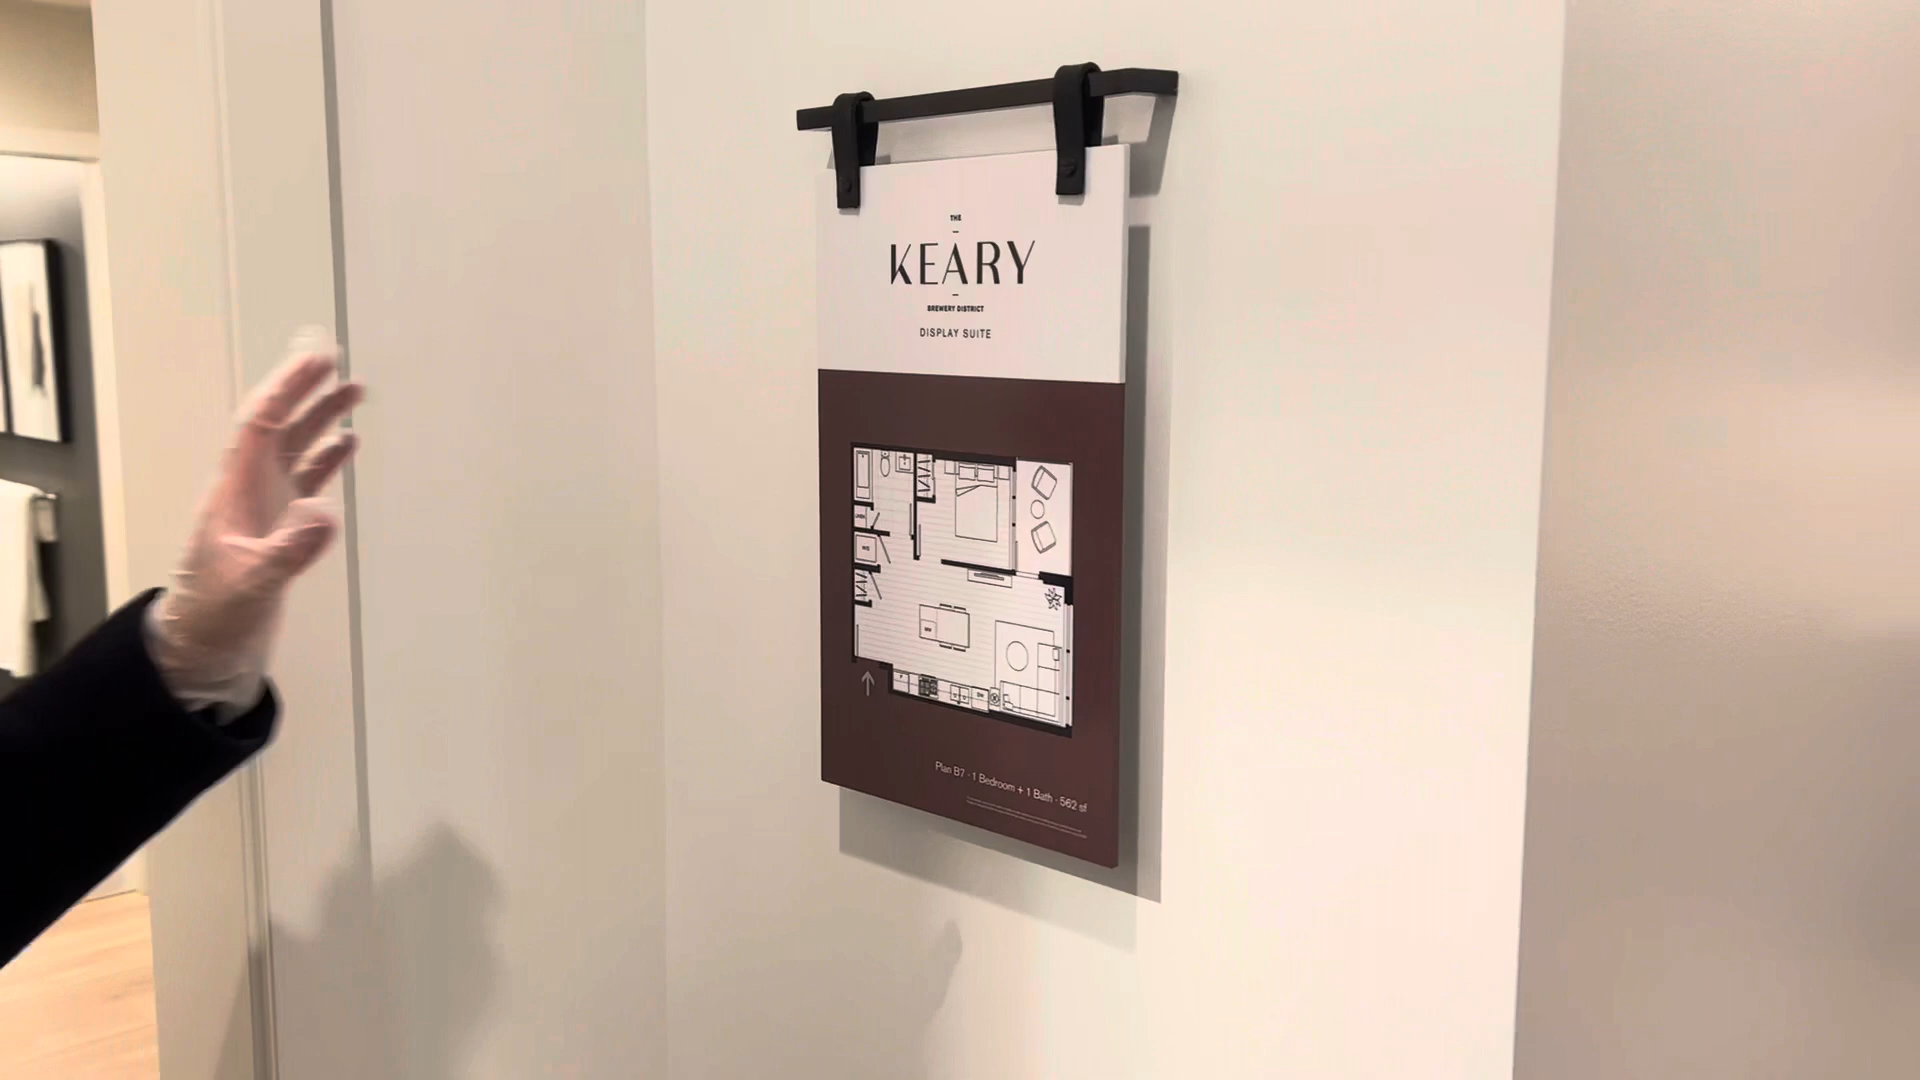 THE
KEARY
BREWERY DISTRICT
DISPLAY SUITE
Plan B7 - 1 Bedroom + 1 Bath - 562 sf